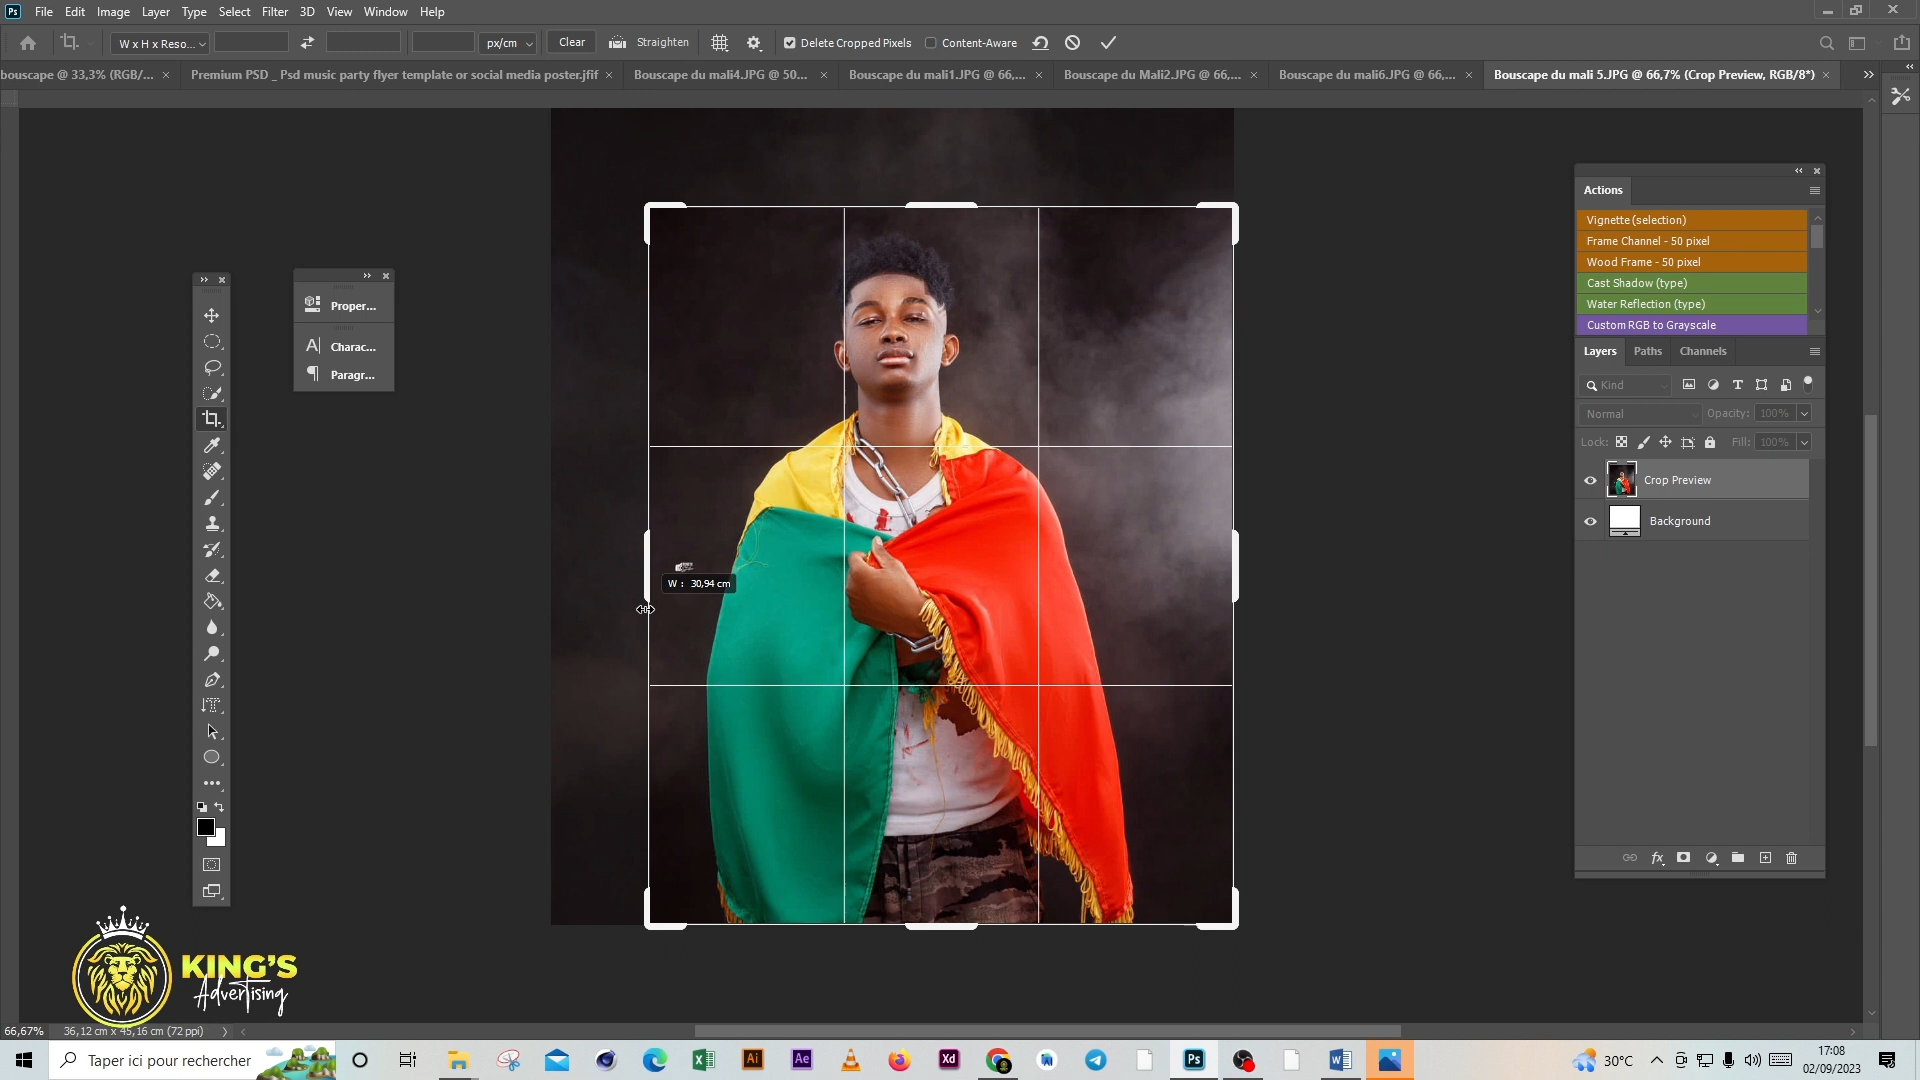 Ps File Edit Image Layer Type Select Filter 3D View Window Help
W x H x Reso... px/cm Clear Straighten Delete Cropped Pixels Content-Aware
bouscape @ 33,3% (RGB/... × Premium PSD _ Psd music party flyer template or social media poster.jfif × Bouscape du mali4.JPG @ 50... × Bouscape du mali1.JPG @ 66,... × Bouscape du Mali2.JPG @ 66,... × Bouscape du mali6.JPG @ 66,... × Bouscape du mali 5.JPG @ 66,7% (Crop Preview, RGB/8*) ×
Actions
Vignette (selection)
Frame Channel - 50 pixel
Wood Frame - 50 pixel
Cast Shadow (type)
Water Reflection (type)
Custom RGB to Grayscale
Proper...
Charac...
Paragr...
Layers Paths Channels
Kind
Normal Opacity: 100%
Lock: Fill: 100%
Crop Preview
Background
W : 30,94 cm
KING'S
Advertising
66,67% 36,12 cm x 45,16 cm (72 ppi)
Taper ici pour rechercher
30°C
17:08
02/09/2023